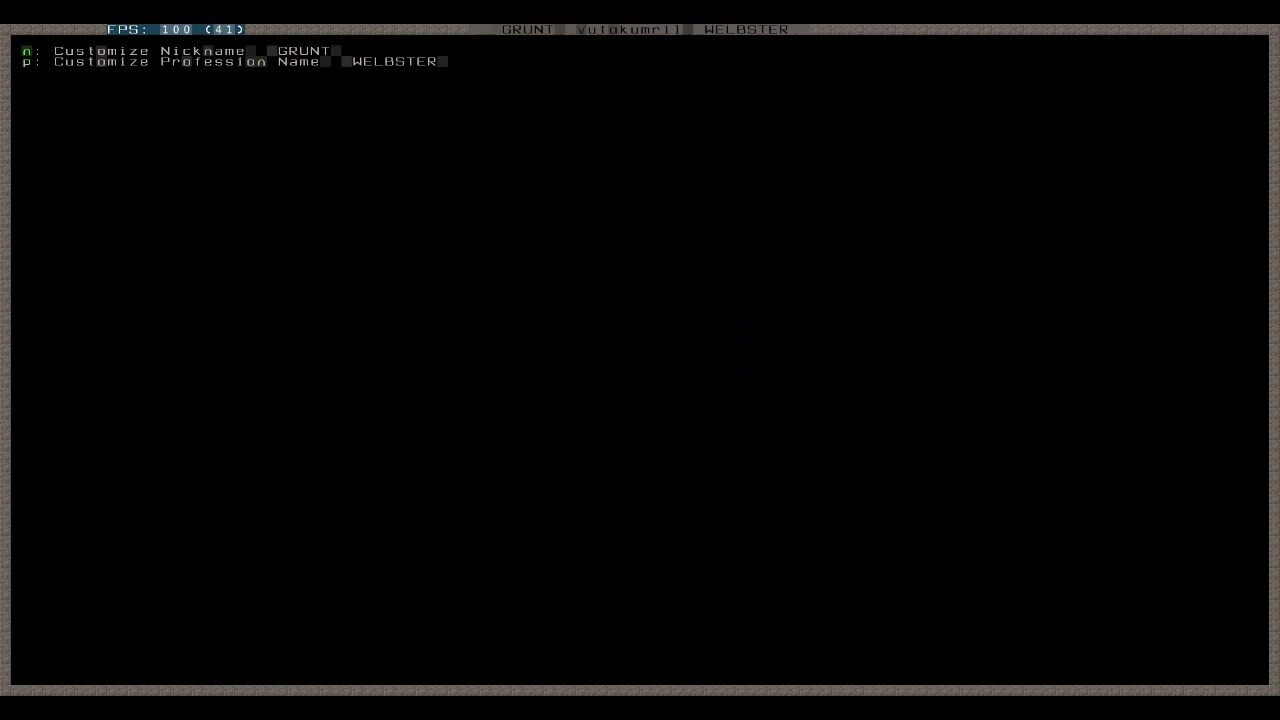 FPS: 100 (41) GRUNT Vutokumril WELBSTER
n: Customize Nickname GRUNT
p: Customize Profession Name WELBSTER